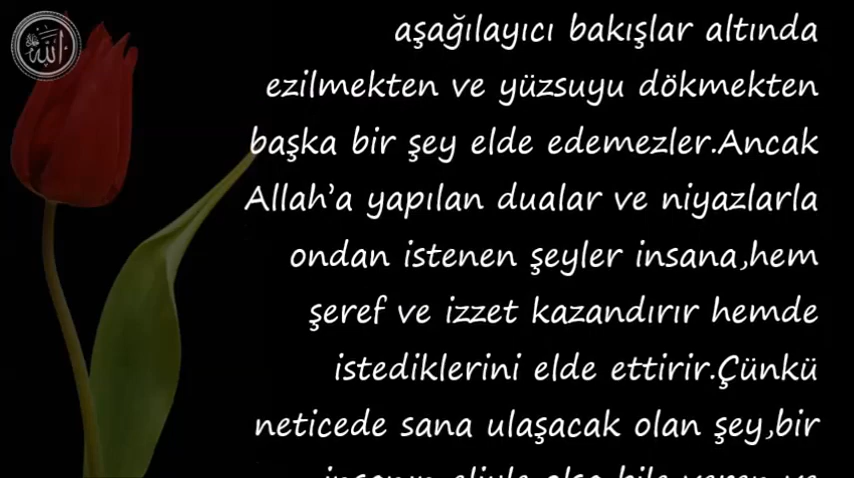 الله
aşağılayıcı bakışlar altında
ezilmekten ve yüzsuyu dökmekten
başka bir şey elde edemezler.Ancak
Allah’a yapılan dualar ve niyazlarla
ondan istenen şeyler insana,hem
şeref ve izzet kazandırır hemde
istediklerini elde ettirir.Çünkü
neticede sana ulaşacak olan şey,bir